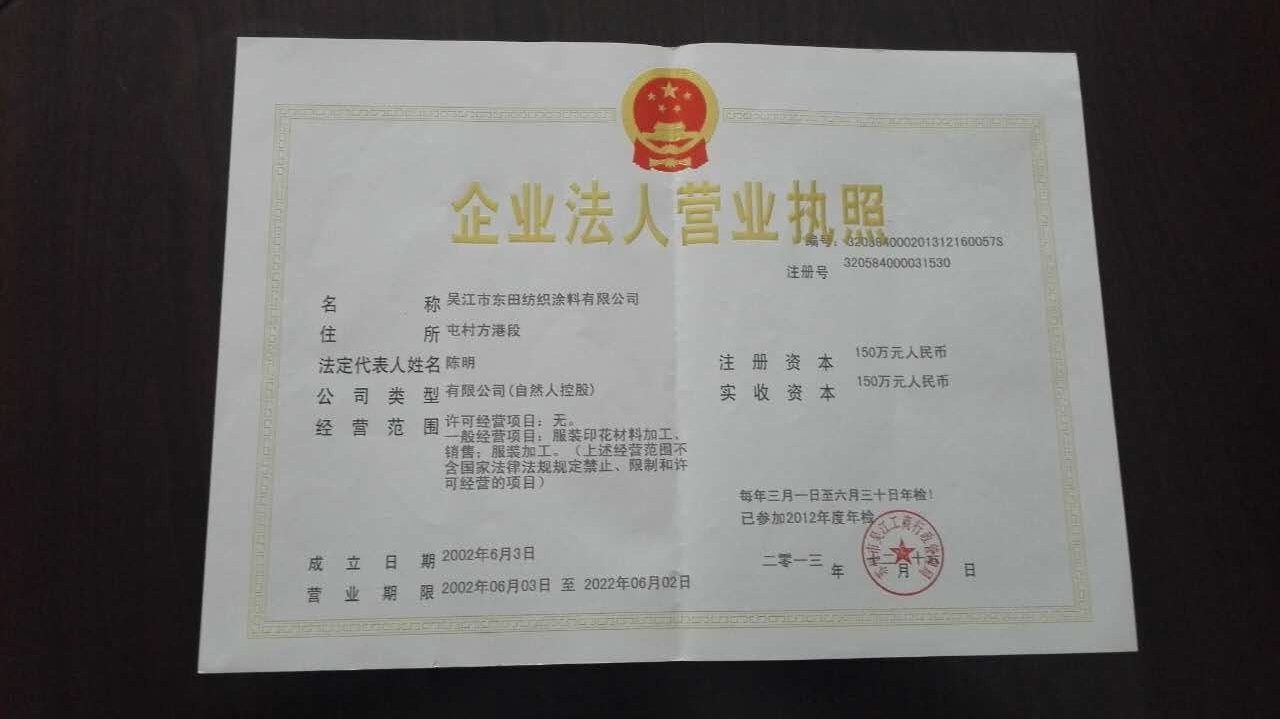 企业法人营业执照
编号：320384000201312160057S
注册号 320584000031530
名称 吴江市东田纺织涂料有限公司
住所 屯村方港段
法定代表人姓名 陈明
注册资本 150万元人民币
公司类型 有限公司(自然人控股)
实收资本 150万元人民币
经营范围 许可经营项目：无。
一般经营项目：服装印花材料加工、
销售；服装加工。（上述经营范围不
含国家法律法规规定禁止、限制和许
可经营的项目）
每年三月一日至六月三十日年检!
已参加2012年度年检
成立日期 2002年6月3日
二零一三 年 十二 月 十 日
营业期限 2002年06月03日 至 2022年06月02日